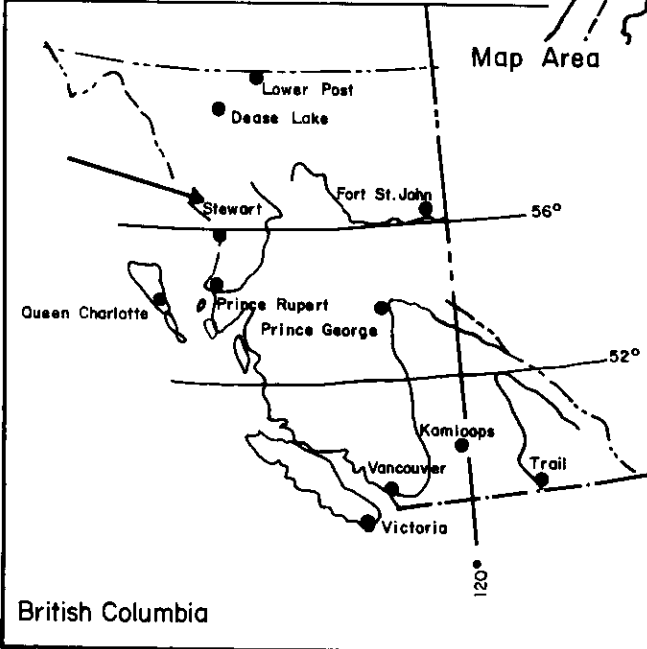 Map Area
Lower Post
Dease Lake
Stewart
Fort St. John
56°
Queen Charlotte
Prince Rupert
Prince George
52°
Kamloops
Vancouver
Trail
Victoria
120°
British Columbia